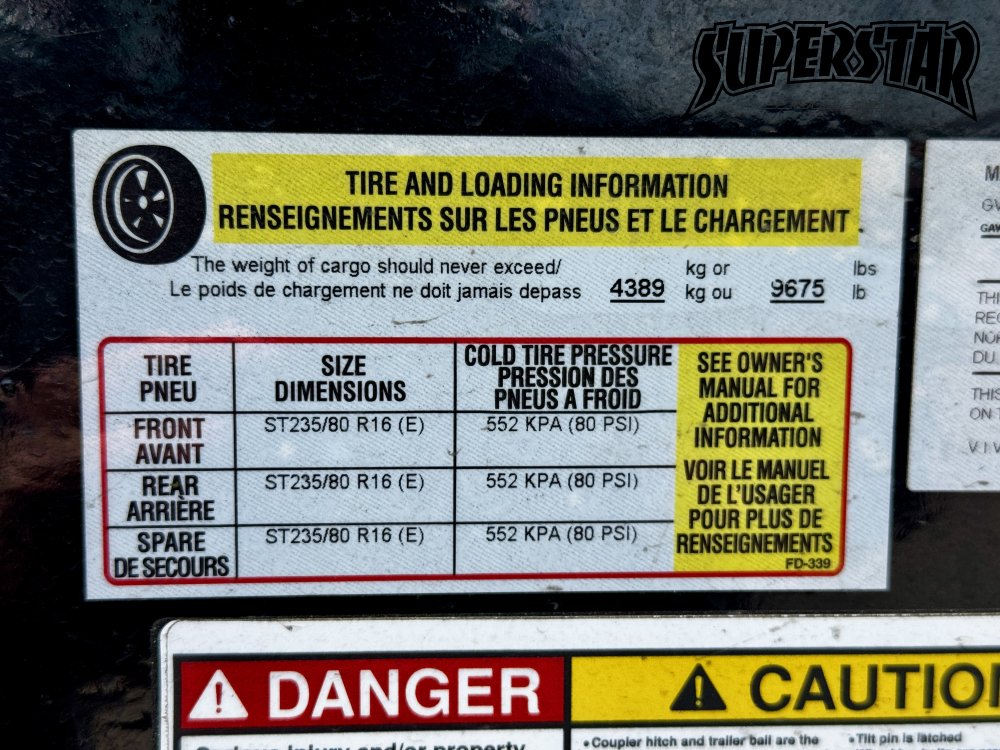 SUPERSTAR
TIRE AND LOADING INFORMATION
RENSEIGNEMENTS SUR LES PNEUS ET LE CHARGEMENT .
The weight of cargo should never exceed/ kg or lbs
Le poids de chargement ne doit jamais depass 4389 kg ou 9675 lb
TIRE
PNEU
SIZE
DIMENSIONS
COLD TIRE PRESSURE
PRESSION DES
PNEUS A FROID
FRONT
AVANT
ST235/80 R16 (E)
552 KPA (80 PSI)
REAR
ARRIÈRE
ST235/80 R16 (E)
552 KPA (80 PSI)
SPARE
DE SECOURS
ST235/80 R16 (E)
552 KPA (80 PSI)
SEE OWNER'S
MANUAL FOR
ADDITIONAL
INFORMATION
VOIR LE MANUEL
DE L'USAGER
POUR PLUS DE
RENSEIGNEMENTS
FD-339
DANGER
and/or property
• Coupler hitch and trailer ball are the
• Tilt pin is latched